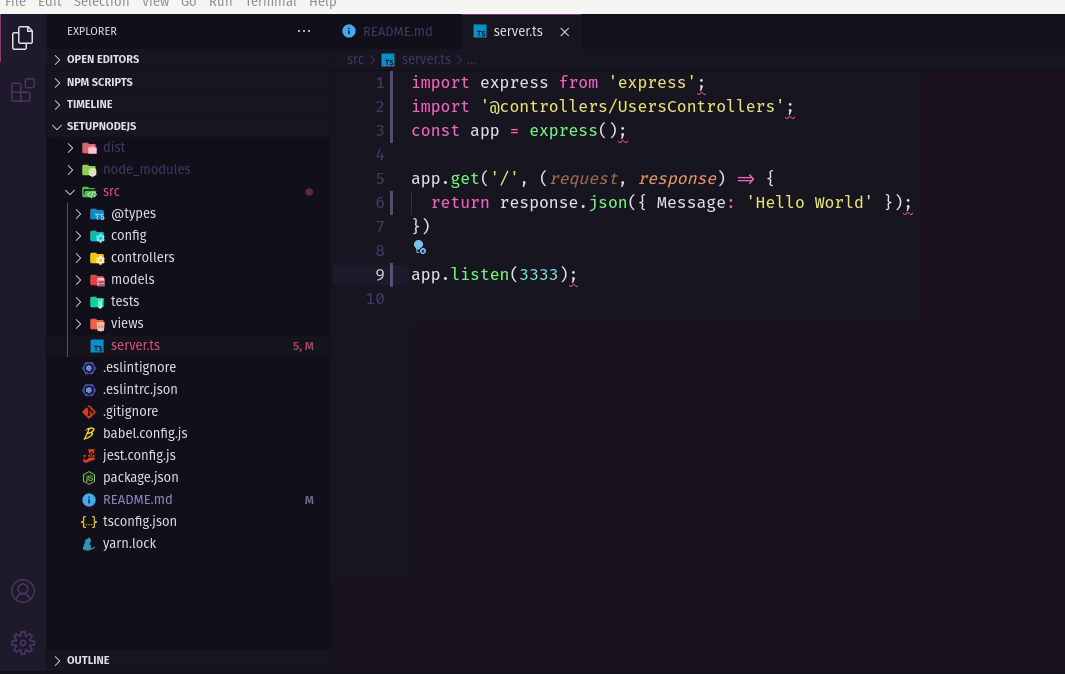 File Edit Selection View Go Run Terminal Help
EXPLORER ...
README.md
server.ts
OPEN EDITORS
NPM SCRIPTS
TIMELINE
SETUPNODEJS
dist
node_modules
src
@types
config
controllers
models
tests
views
server.ts 5, M
.eslintignore
.eslintrc.json
.gitignore
babel.config.js
jest.config.js
package.json
README.md M
tsconfig.json
yarn.lock
OUTLINE
src > TS server.ts > ...
1 import express from 'express';
2 import '@controllers/UsersControllers';
3 const app = express();
4
5 app.get('/', (request, response) => {
6 return response.json({ Message: 'Hello World' });
7 })
8
9 app.listen(3333);
10